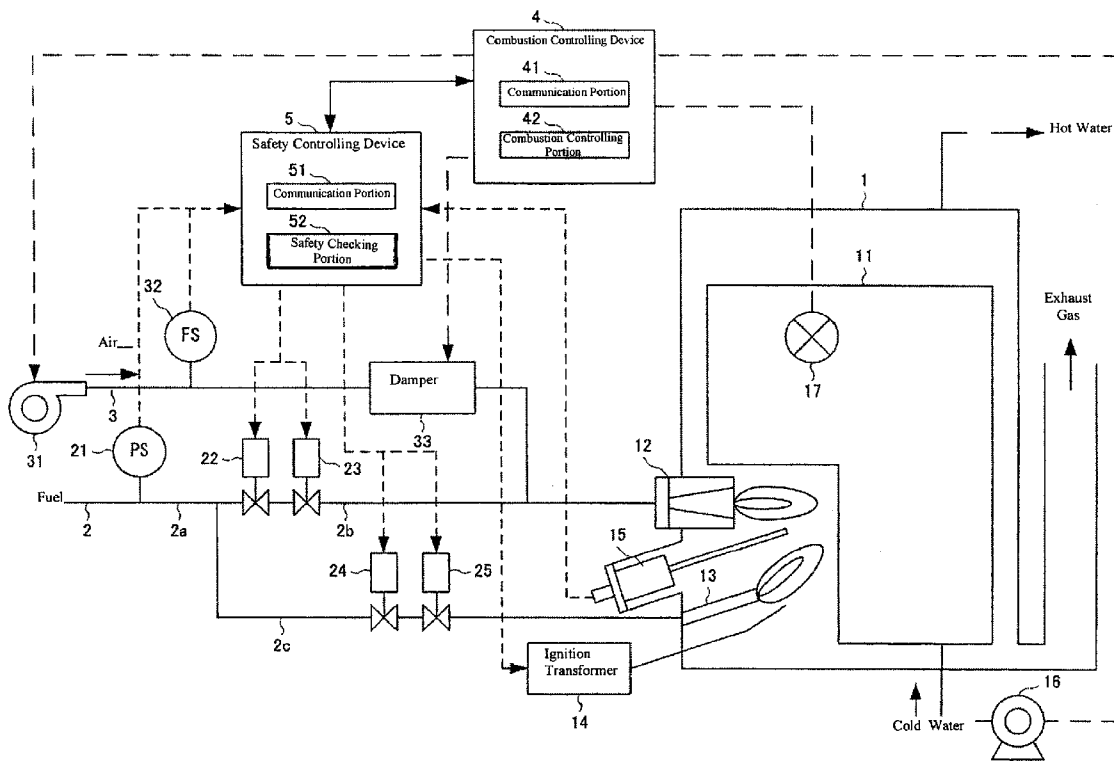 4
Combustion Controlling Device
41
Communication Portion
42
Combustion Controlling
Portion
5
Safety Controlling Device
51
Communication Portion
52
Safety Checking
Portion
Hot Water
1
11
Exhaust
Gas
17
32
FS
Air
3
31
Damper
33
21
PS
22
23
12
Fuel
2
2a
2b
15
24
25
13
2c
Ignition
Transformer
14
16
Cold Water